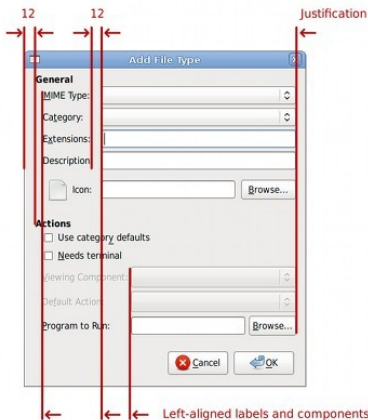 12 12 Justification
Add File Type
General
MIME Type:
Category:
Extensions:
Description
Icon: Browse...
Actions
Use category defaults
Needs terminal
Viewing Component:
Default Action
Program to Run: Browse...
Cancel OK
Left-aligned labels and components